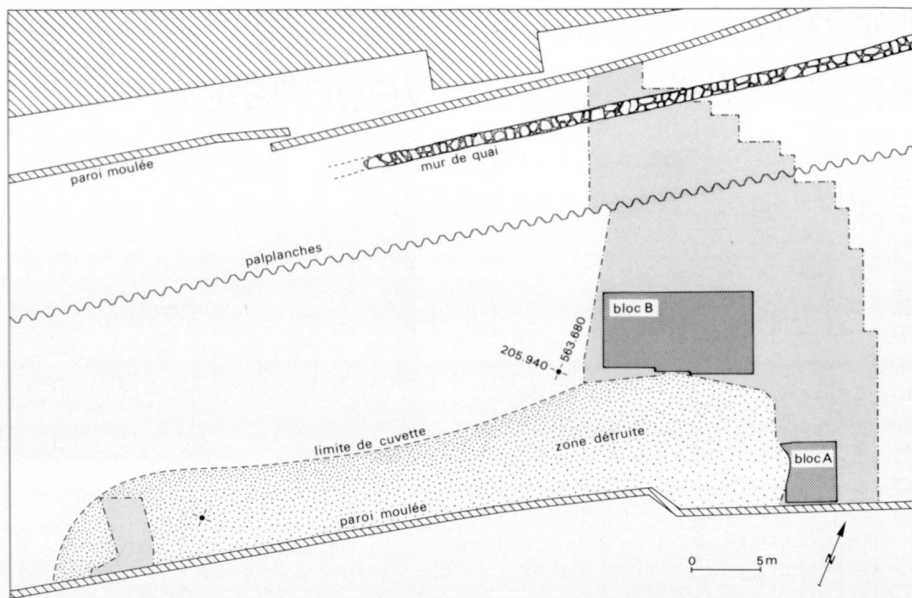 paroi moulée
mur de quai
palplanches
bloc B
205.940
563.680
limite de cuvette
zone détruite
bloc A
paroi moulée
0 5m
N